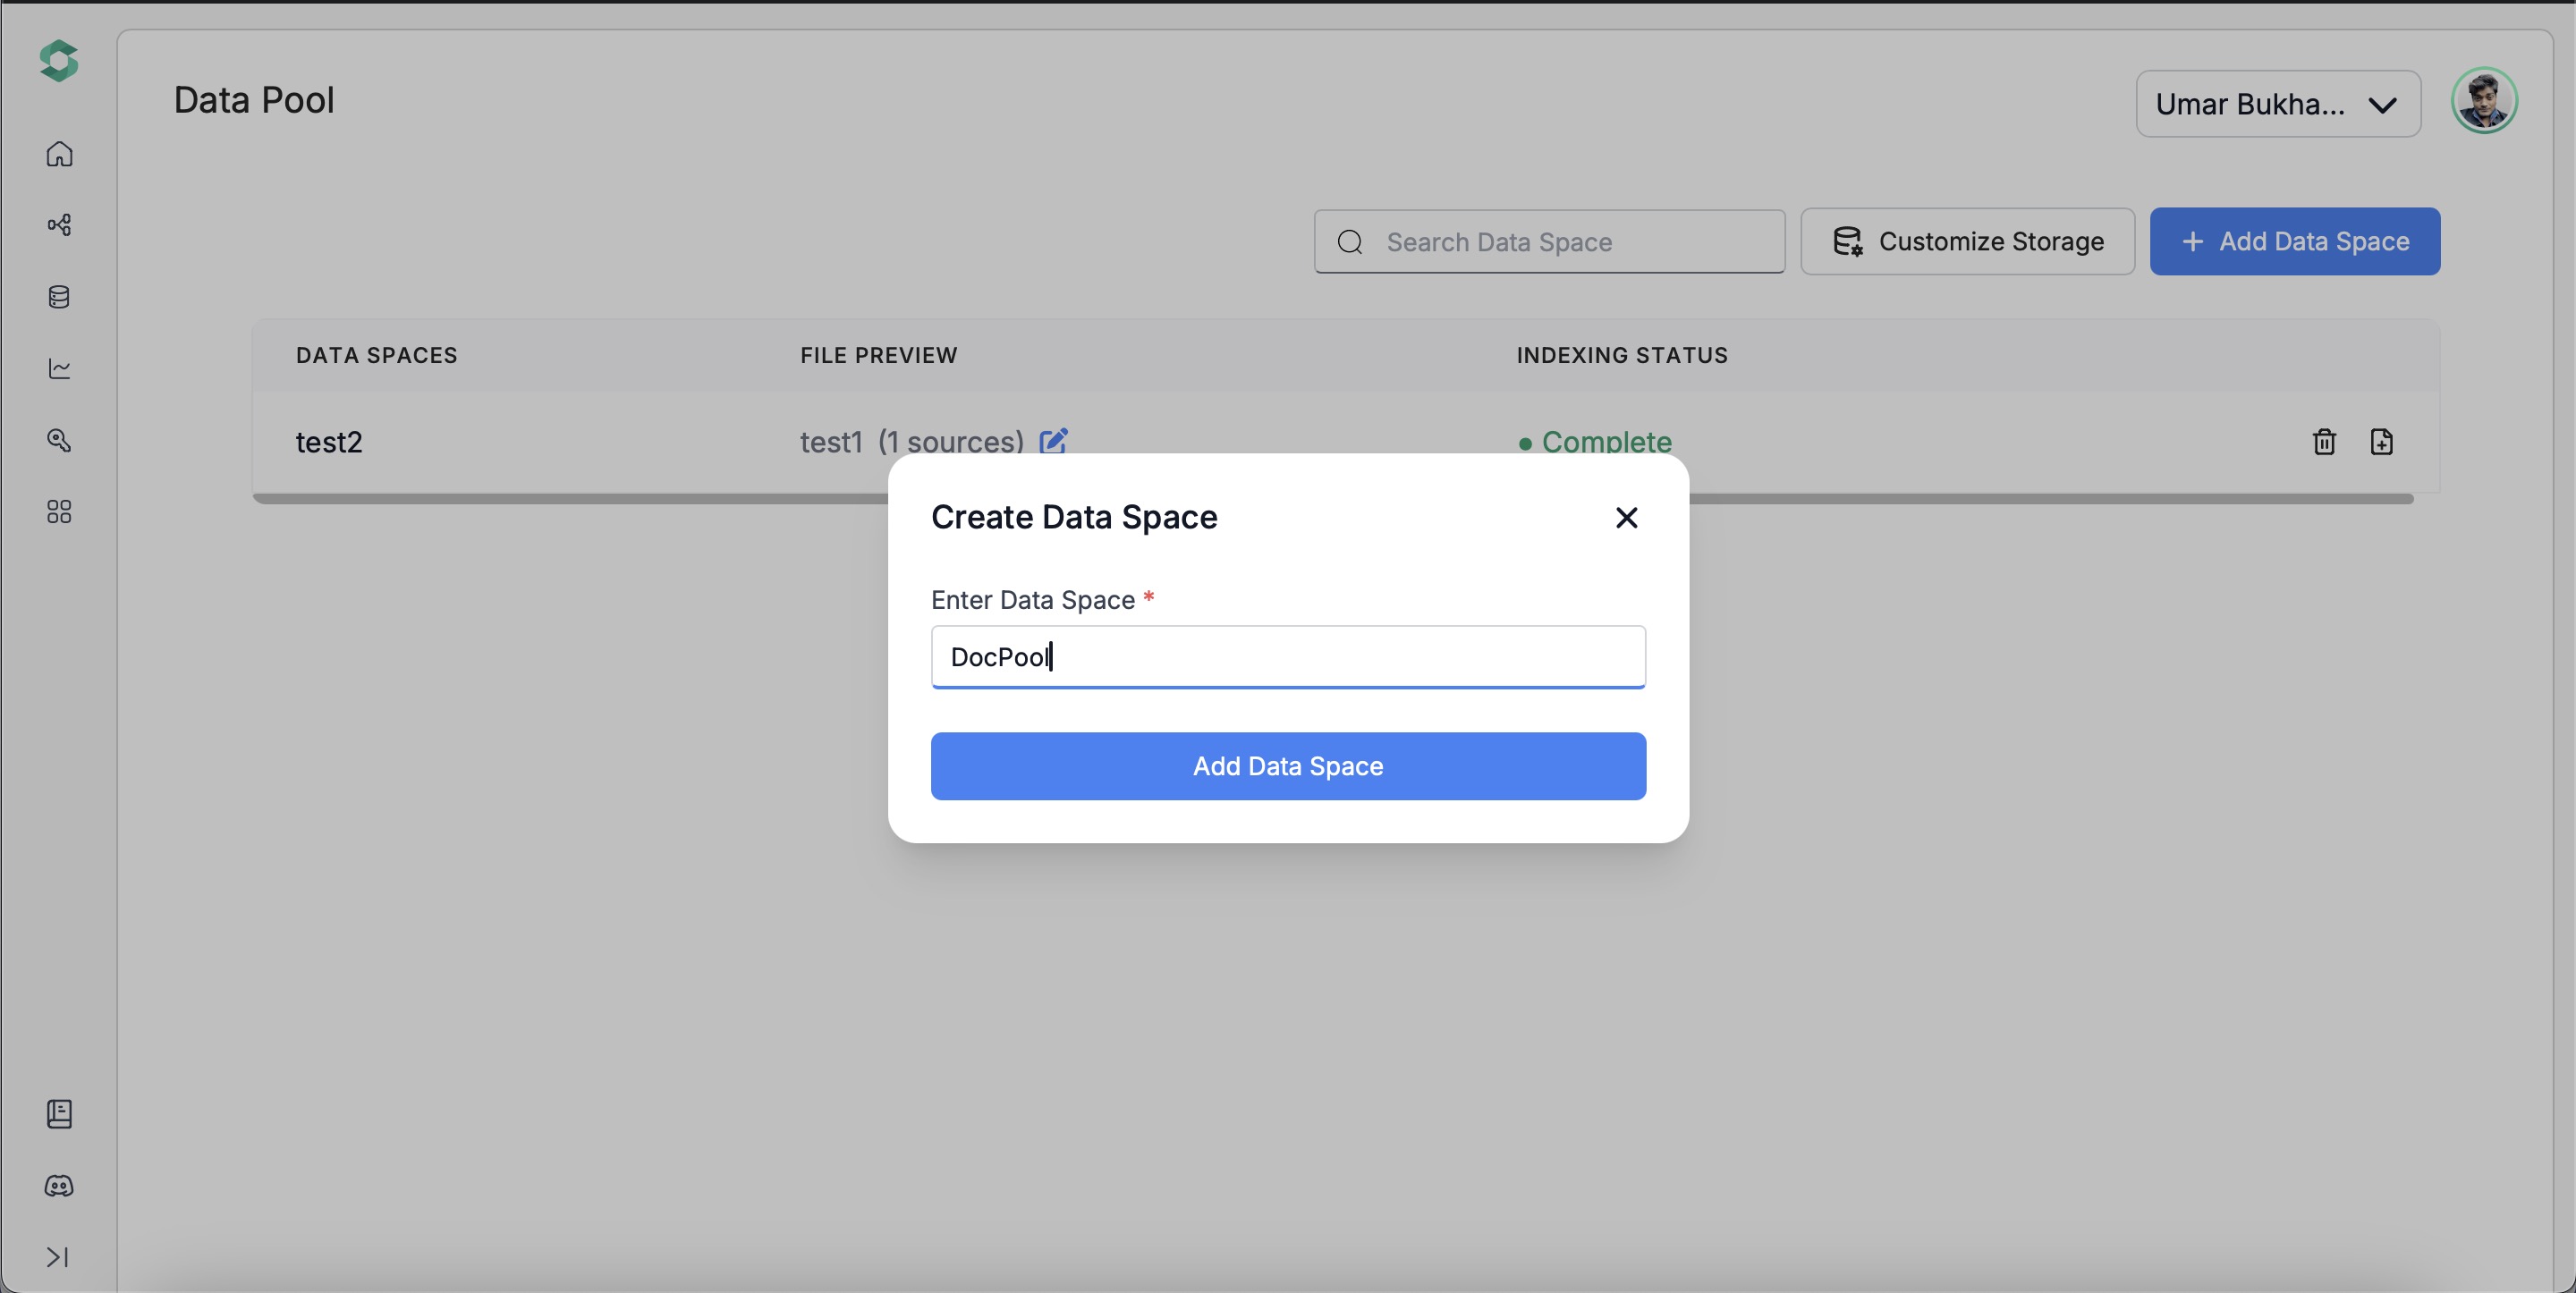 Data Pool
Umar Bukha...
Search Data Space
Customize Storage
+ Add Data Space
DATA SPACES FILE PREVIEW INDEXING STATUS
test2 test1 (1 sources) Complete
Create Data Space
Enter Data Space *
DocPool
Add Data Space